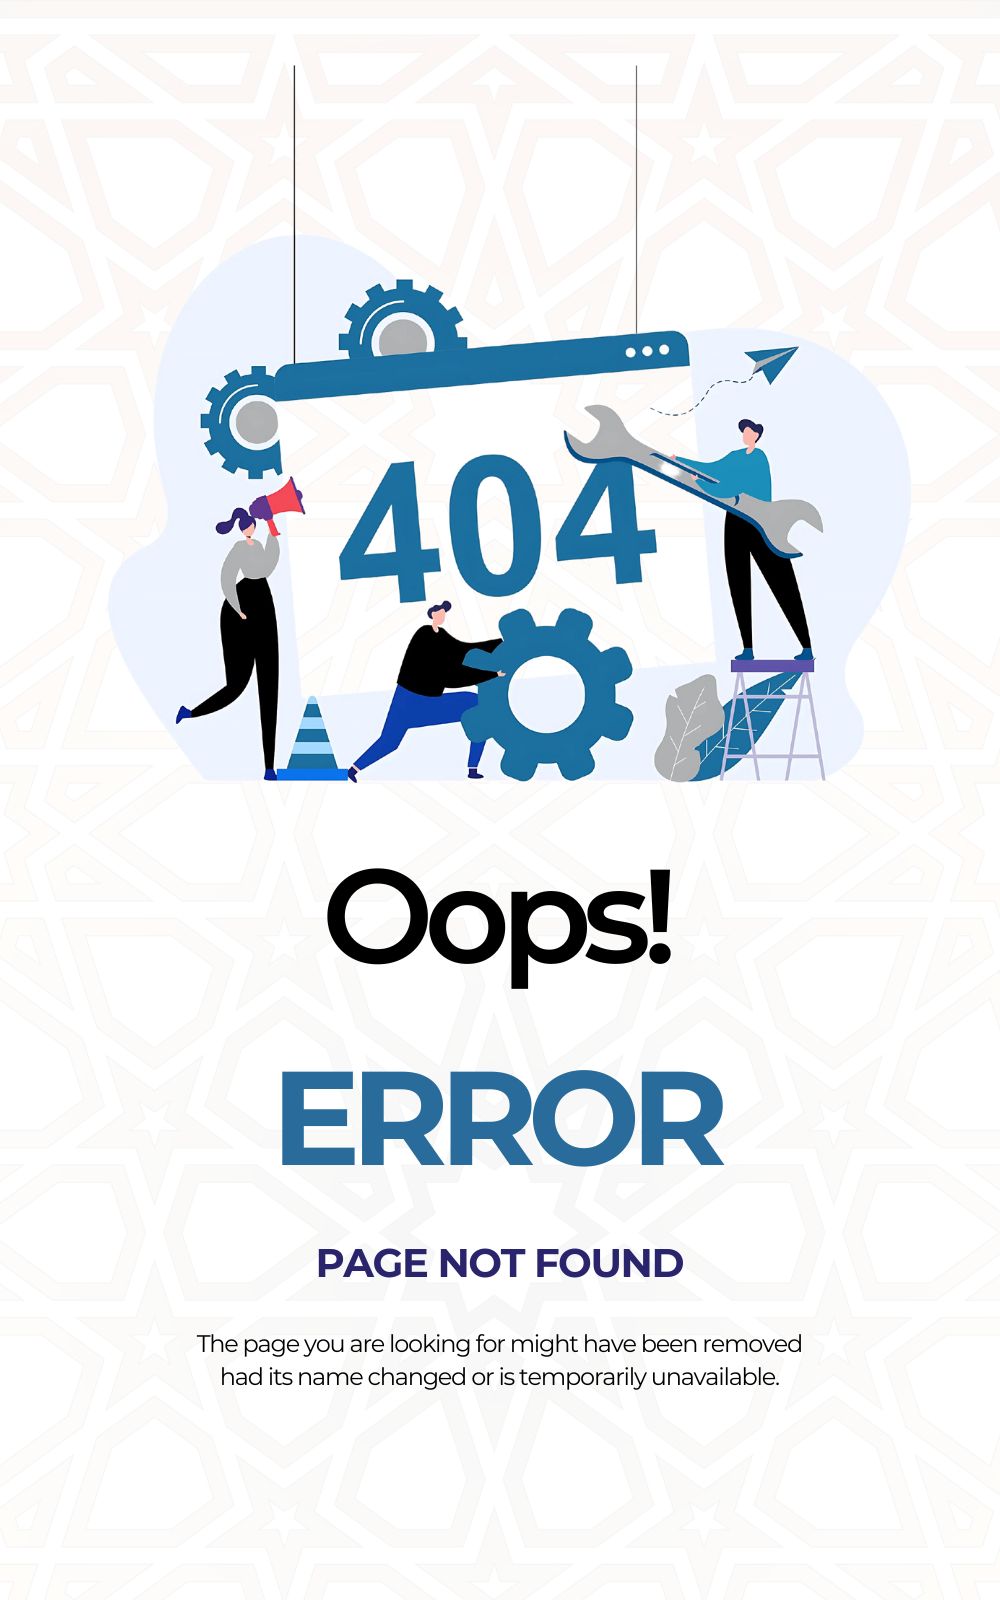 404
Oops!
ERROR
PAGE NOT FOUND
The page you are looking for might have been removed
had its name changed or is temporarily unavailable.